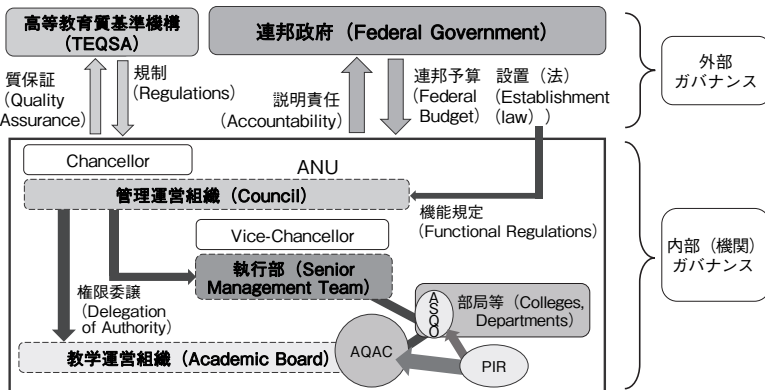 高等教育質基準機構
（TEQSA）
連邦政府（Federal Government）
外部
ガバナンス
質保証
（Quality
Assurance）
規制
（Regulations）
説明責任
（Accountability）
連邦予算
（Federal
Budget）
設置（法）
（Establishment
（law））
Chancellor
ANU
管理運営組織（Council）
機能規定
（Functional Regulations）
Vice-Chancellor
執行部（Senior
Management Team）
内部（機関）
ガバナンス
権限委譲
（Delegation
of Authority）
ASQO
部局等（Colleges,
Departments）
教学運営組織（Academic Board）
AQAC
PIR